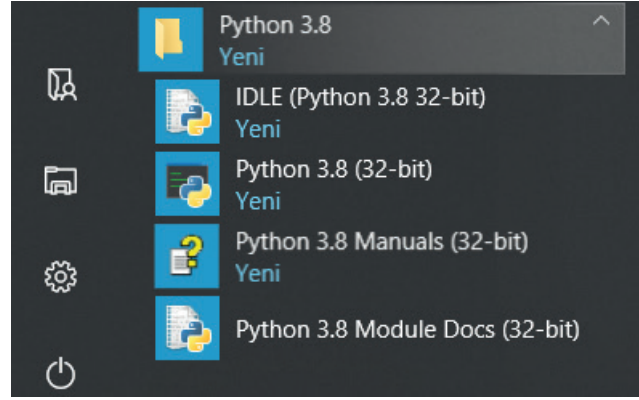 Python 3.8
Yeni
IDLE (Python 3.8 32-bit)
Yeni
Python 3.8 (32-bit)
Yeni
Python 3.8 Manuals (32-bit)
Yeni
Python 3.8 Module Docs (32-bit)